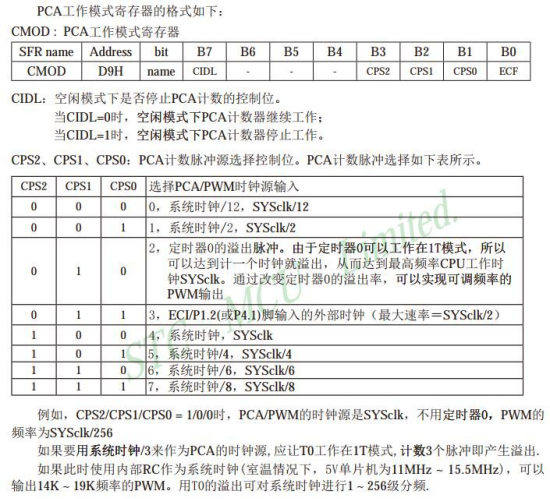 PCA工作模式寄存器的格式如下：
CMOD：PCA工作模式寄存器
SFR name Address bit B7 B6 B5 B4 B3 B2 B1 B0
CMOD D9H name CIDL - - - CPS2 CPS1 CPS0 ECF
CIDL：空闲模式下是否停止PCA计数的控制位。
当CIDL=0时，空闲模式下PCA计数器继续工作；
当CIDL=1时，空闲模式下PCA计数器停止工作。
CPS2、CPS1、CPS0：PCA计数脉冲源选择控制位。PCA计数脉冲选择如下表所示。
CPS2 CPS1 CPS0 选择PCA/PWM时钟源输入
0 0 0 0，系统时钟/12，SYSclk/12
0 0 1 1，系统时钟/2，SYSclk/2
0 1 0 2，定时器0的溢出脉冲。由于定时器0可以工作在1T模式，所以
可以达到计一个时钟就溢出，从而达到最高频率CPU工作时
钟SYSclk。通过改变定时器0的溢出率，可以实现可调频率的
PWM输出
0 1 1 3，ECI/P1.2(或P4.1)脚输入的外部时钟（最大速率＝SYSclk/2）
1 0 0 4，系统时钟，SYSclk
1 0 1 5，系统时钟/4，SYSclk/4
1 1 0 6，系统时钟/6，SYSclk/6
1 1 1 7，系统时钟/8，SYSclk/8
例如，CPS2/CPS1/CPS0 = 1/0/0时，PCA/PWM的时钟源是SYSclk，不用定时器0，PWM的
频率为SYSclk/256
如果要用系统时钟/3来作为PCA的时钟源,应让T0工作在1T模式,计数3个脉冲即产生溢出.
如果此时使用内部RC作为系统时钟(室温情况下，5V单片机为11MHz ~ 15.5MHz)，可以
输出14K ~ 19K频率的PWM。用T0的溢出可对系统时钟进行1 ~ 256级分频.
STC MCU Limited.